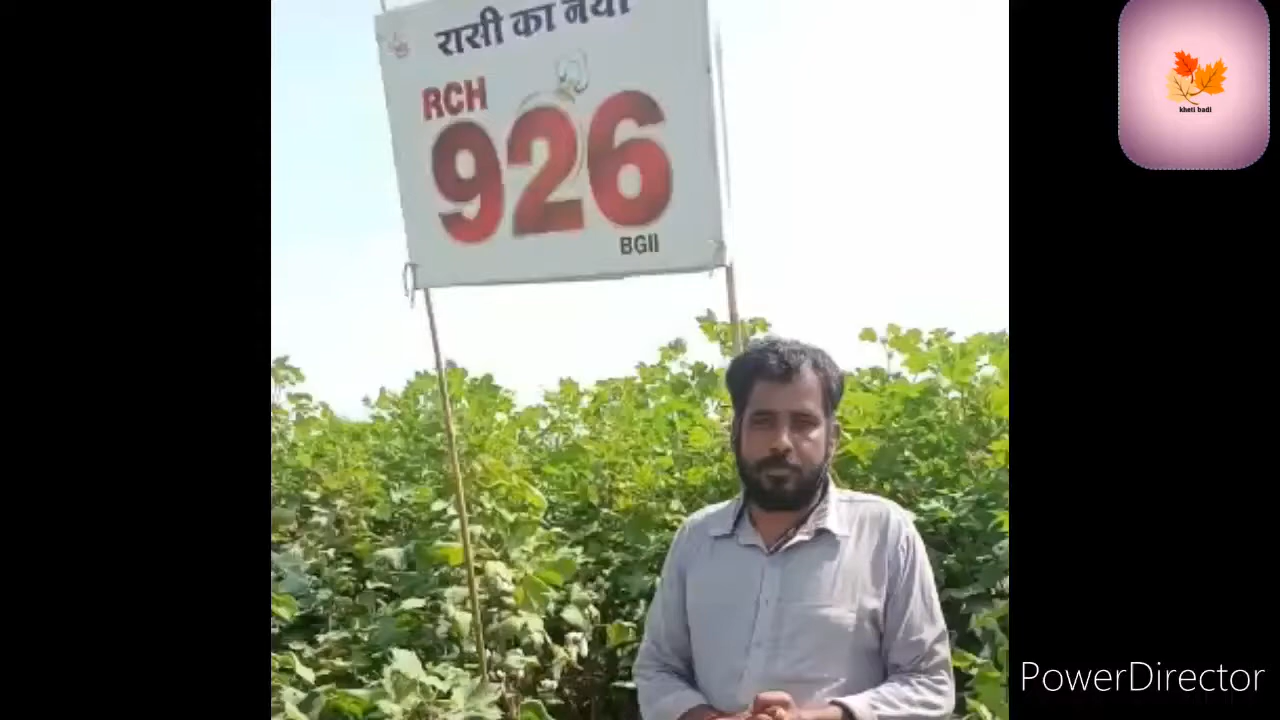 रासी का नया
RCH
926
BGII
kheti badi
PowerDirector